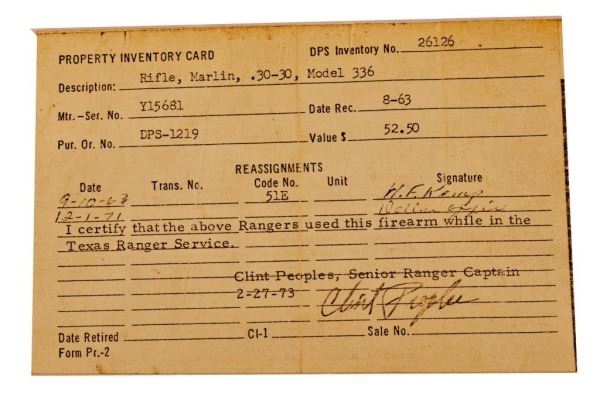 PROPERTY INVENTORY CARD DPS Inventory No. 26126
Description: Rifle, Marlin, .30-30, Model 336
Mtr.-Ser. No. Y15681 Date Rec. 8-63
Pur. Or. No. DPS-1219 Value $ 52.50
REASSIGNMENTS
Date Trans. No. Code No. Unit Signature
9-10-63 51E H.F. Kemp
12-1-71
I certify that the above Rangers used this firearm while in the
Texas Ranger Service.
Clint Peoples, Senior Ranger Captain
2-27-73 Clint Peoples
Date Retired CI-1 Sale No.
Form Pr.-2